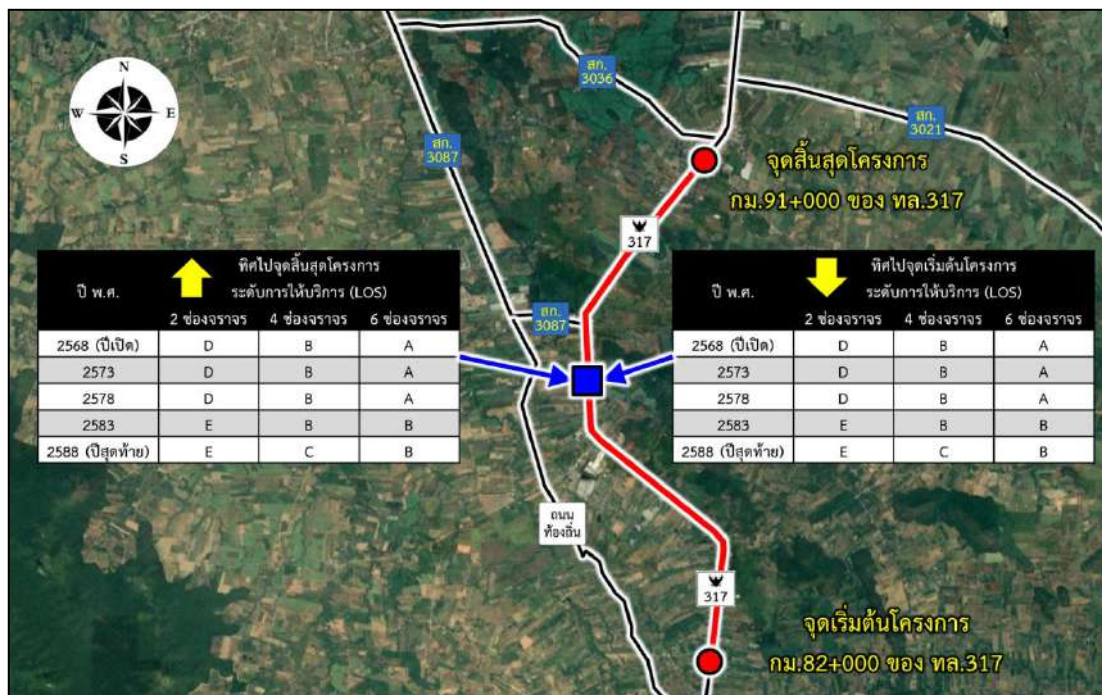 N
W E
S
สก.
3036
สก.
3021
สก.
3087
จุดสิ้นสุดโครงการ
กม.91+000 ของ ทล.317
317
ปี พ.ศ.
ทิศไปจุดสิ้นสุดโครงการ
ระดับการให้บริการ (LOS)
2 ช่องจราจร 4 ช่องจราจร 6 ช่องจราจร
2568 (ปีเปิด) D B A
2573 D B A
2578 D B A
2583 E B B
2588 (ปีสุดท้าย) E C B
สก.
3087
ปี พ.ศ.
ทิศไปจุดเริ่มต้นโครงการ
ระดับการให้บริการ (LOS)
2 ช่องจราจร 4 ช่องจราจร 6 ช่องจราจร
2568 (ปีเปิด) D B A
2573 D B A
2578 D B A
2583 E B B
2588 (ปีสุดท้าย) E C B
ถนน
ท้องถิ่น
317
จุดเริ่มต้นโครงการ
กม.82+000 ของ ทล.317